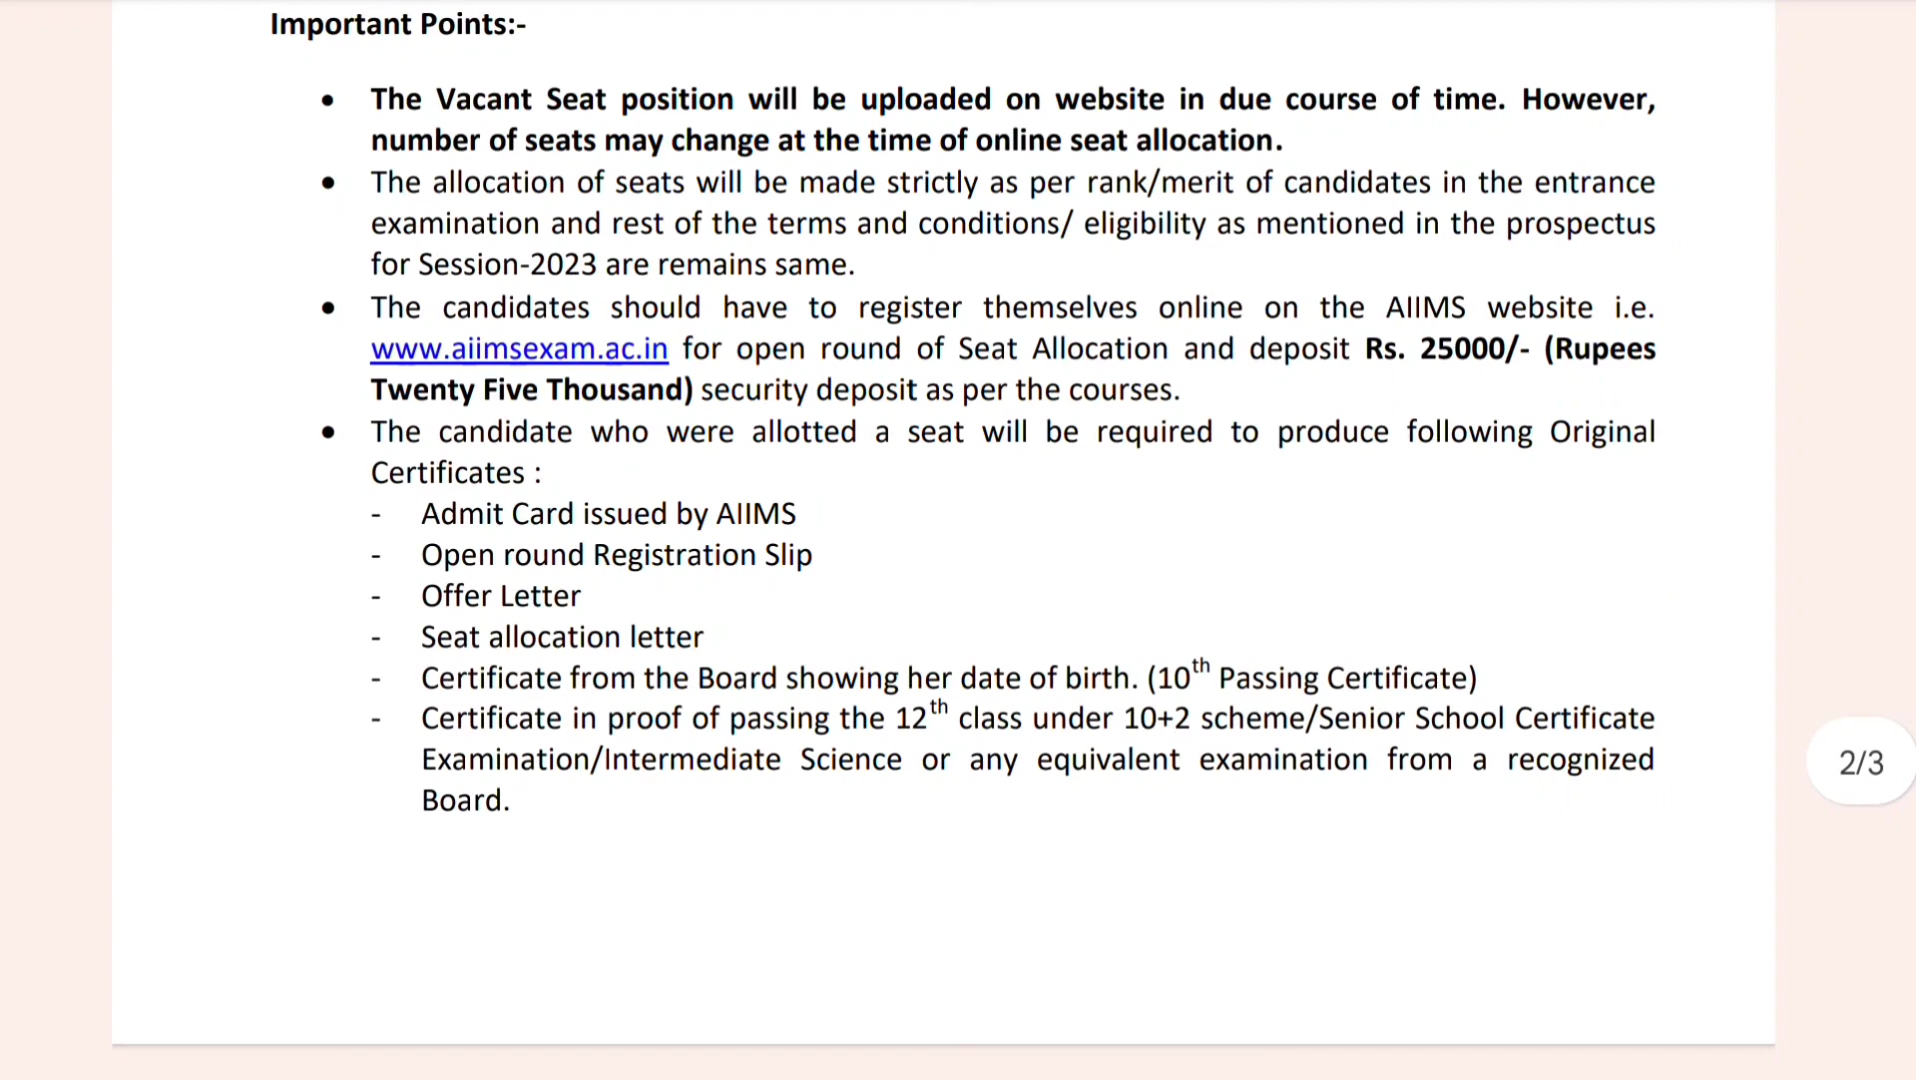 Important Points:-
• The Vacant Seat position will be uploaded on website in due course of time. However,
number of seats may change at the time of online seat allocation.
• The allocation of seats will be made strictly as per rank/merit of candidates in the entrance
examination and rest of the terms and conditions/ eligibility as mentioned in the prospectus
for Session-2023 are remains same.
• The candidates should have to register themselves online on the AIIMS website i.e.
www.aiimsexam.ac.in for open round of Seat Allocation and deposit Rs. 25000/- (Rupees
Twenty Five Thousand) security deposit as per the courses.
• The candidate who were allotted a seat will be required to produce following Original
Certificates :
- Admit Card issued by AIIMS
- Open round Registration Slip
- Offer Letter
- Seat allocation letter
- Certificate from the Board showing her date of birth. (10th Passing Certificate)
- Certificate in proof of passing the 12th class under 10+2 scheme/Senior School Certificate
Examination/Intermediate Science or any equivalent examination from a recognized
Board.
2/3